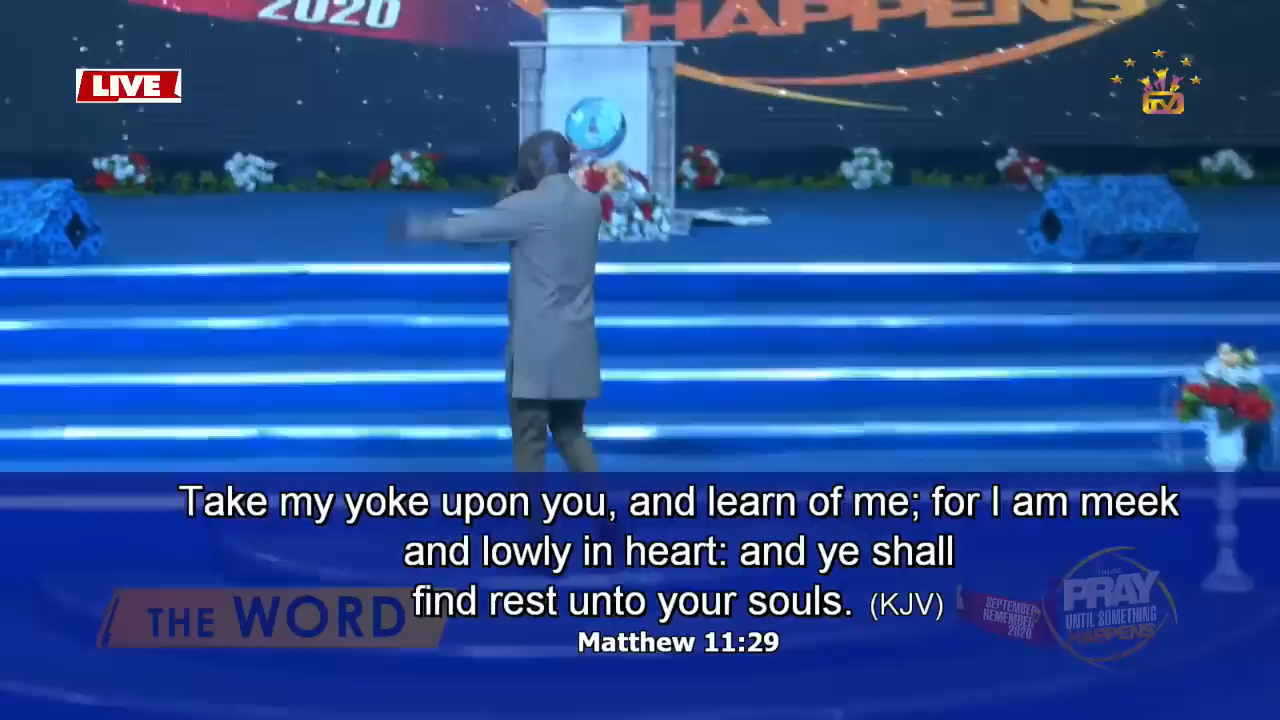 2020
HAPPENS
LIVE
TV
Take my yoke upon you, and learn of me; for I am meek
and lowly in heart: and ye shall
find rest unto your souls. (KJV)
Matthew 11:29
THE WORD
SEPTEMBER
REMEMBER
2020
PRAY
UNTIL SOMETHING
HAPPENS